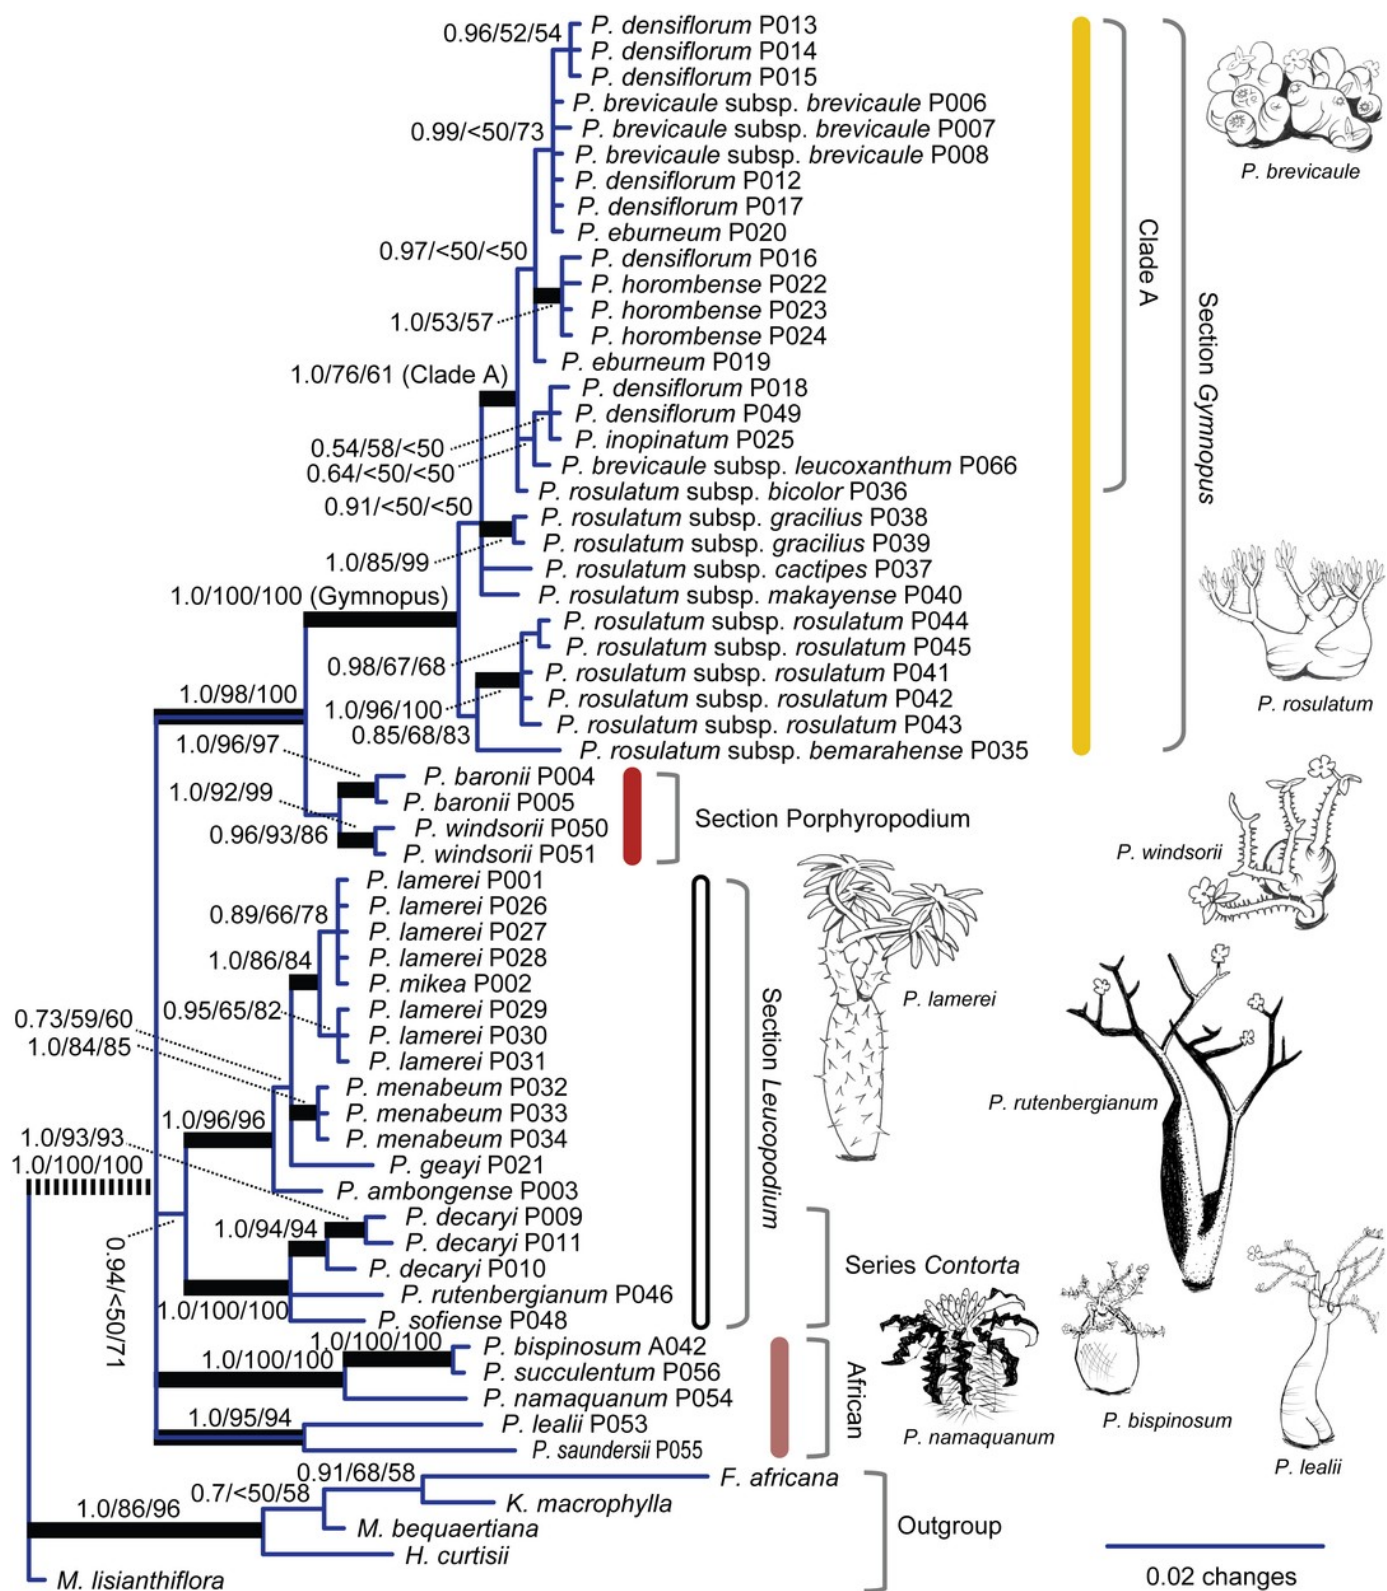 0.96/52/54
P. densiflorum P013
P. densiflorum P014
P. densiflorum P015
P. brevicaule subsp. brevicaule P006
0.99/<50/73
P. brevicaule subsp. brevicaule P007
P. brevicaule subsp. brevicaule P008
P. brevicaule
P. densiflorum P012
P. densiflorum P017
P. eburneum P020
0.97/<50/<50
P. densiflorum P016
P. horombense P022
P. horombense P023
1.0/53/57
P. horombense P024
P. eburneum P019
Clade A
Section Gymnopus
1.0/76/61 (Clade A)
P. densiflorum P018
P. densiflorum P049
P. inopinatum P025
0.54/58/<50
0.64/<50/<50
P. brevicaule subsp. leucoxanthum P066
P. rosulatum subsp. bicolor P036
0.91/<50/<50
P. rosulatum subsp. gracilius P038
P. rosulatum subsp. gracilius P039
1.0/85/99
P. rosulatum subsp. cactipes P037
1.0/100/100 (Gymnopus)
P. rosulatum subsp. makayense P040
P. rosulatum subsp. rosulatum P044
P. rosulatum subsp. rosulatum P045
0.98/67/68
P. rosulatum subsp. rosulatum P041
1.0/98/100
P. rosulatum subsp. rosulatum P042
P. rosulatum
1.0/96/100
P. rosulatum subsp. rosulatum P043
0.85/68/83
1.0/96/97
P. rosulatum subsp. bemarahense P035
P. baronii P004
1.0/92/99
P. baronii P005
Section Porphyropodium
P. windsorii P050
0.96/93/86
P. windsorii P051
P. windsorii
P. lamerei P001
P. lamerei P026
0.89/66/78
P. lamerei P027
P. lamerei P028
1.0/86/84
P. mikea P002
P. lamerei
0.95/65/82
P. lamerei P029
0.73/59/60
P. lamerei P030
1.0/84/85
P. lamerei P031
Section Leucopodium
P. menabeum P032
P. rutenbergianum
P. menabeum P033
1.0/96/96
P. menabeum P034
1.0/93/93
1.0/100/100
P. geayi P021
P. ambongense P003
P. decaryi P009
1.0/94/94
P. decaryi P011
P. decaryi P010
Series Contorta
P. rutenbergianum P046
1.0/100/100
P. sofiense P048
0.94/<50/71
1.0/100/100
P. bispinosum A042
1.0/100/100
P. succulentum P056
P. namaquanum P054
African
1.0/95/94
P. lealii P053
P. bispinosum
P. saundersii P055
P. namaquanum
P. lealii
0.91/68/58
F. africana
0.7/<50/58
K. macrophylla
1.0/86/96
M. bequaertiana
Outgroup
H. curtisii
M. lisianthiflora
0.02 changes